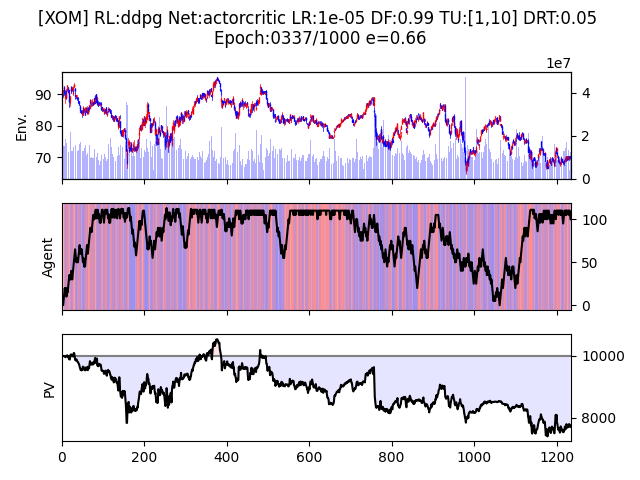 [XOM] RL:ddpg Net:actorcritic LR:1e-05 DF:0.99 TU:[1,10] DRT:0.05
Epoch:0337/1000 e=0.66
1e7
Env.
90
80
70
4
2
0
Agent
100
50
0
PV
10000
8000
0 200 400 600 800 1000 1200